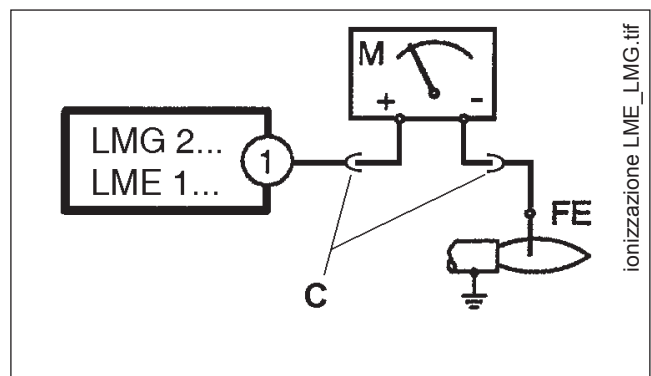 M
+ -
LMG 2...
LME 1...
1
FE
C
ionizzazione LME_LMG.tif